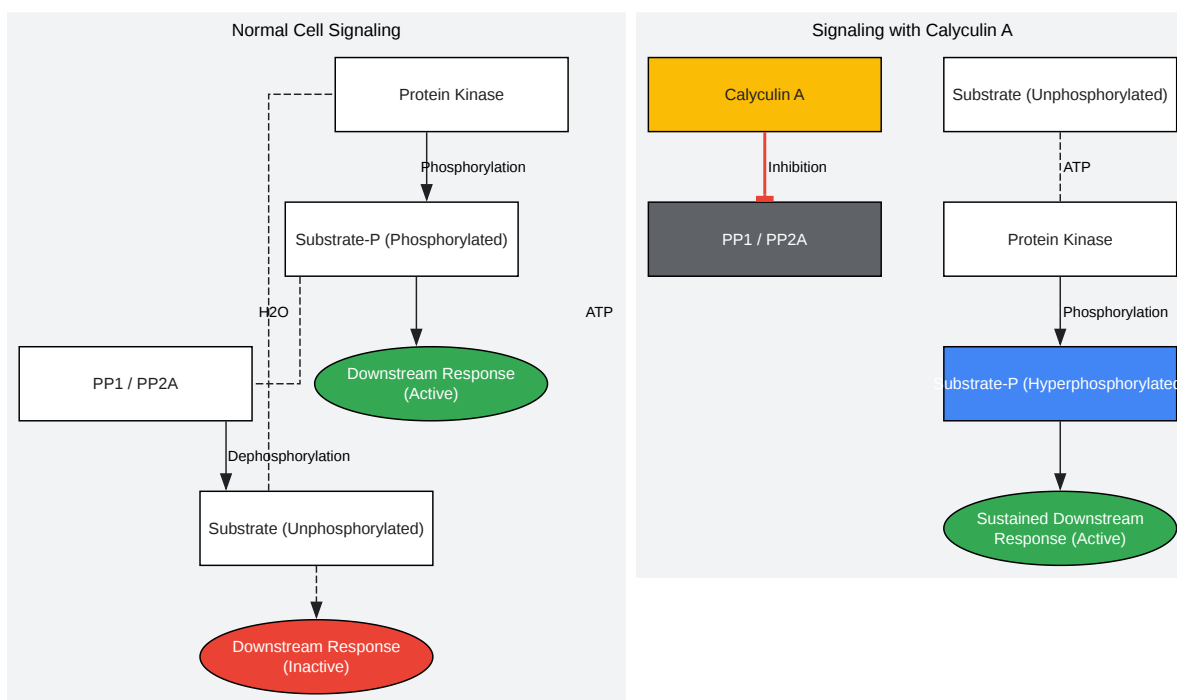 Normal Cell Signaling
Protein Kinase
Phosphorylation
Substrate-P (Phosphorylated)
H2O
ATP
PP1 / PP2A
Downstream Response
(Active)
Dephosphorylation
Substrate (Unphosphorylated)
Downstream Response
(Inactive)
Signaling with Calyculin A
Calyculin A
Substrate (Unphosphorylated)
Inhibition
ATP
PP1 / PP2A
Protein Kinase
Phosphorylation
Substrate-P (Hyperphosphorylated
Sustained Downstream
Response (Active)